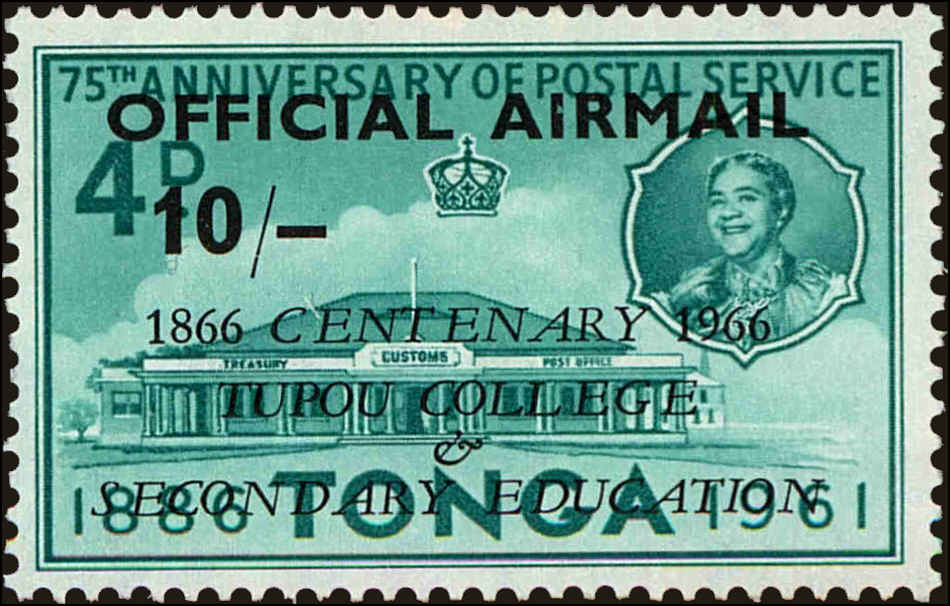 75TH ANNIVERSARY OF POSTAL SERVICE
OFFICIAL AIRMAIL
4D
10/-
1866 CENTENARY 1966
TREASURY CUSTOMS POST OFFICE
TUPOU COLLEGE
&
SECONDARY EDUCATION
1886 TONGA 1961